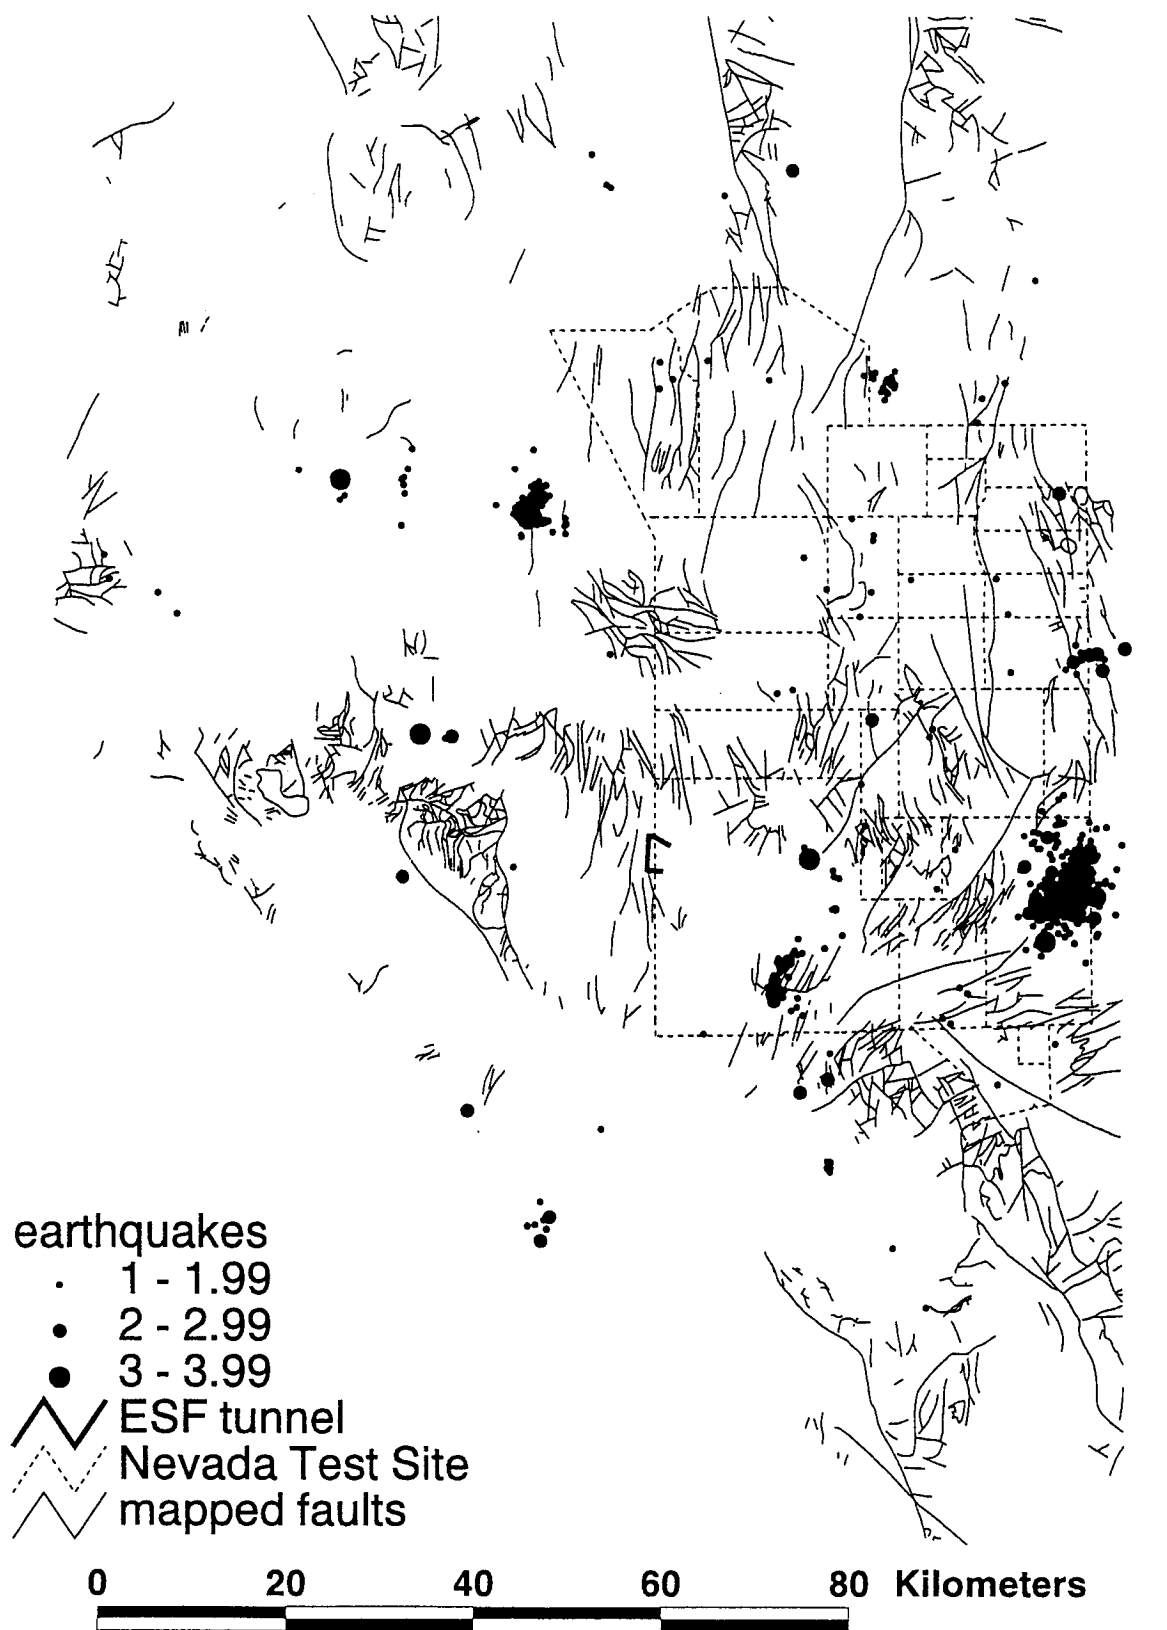 earthquakes
1 - 1.99
2 - 2.99
3 - 3.99
ESF tunnel
Nevada Test Site
mapped faults
0 20 40 60 80 Kilometers